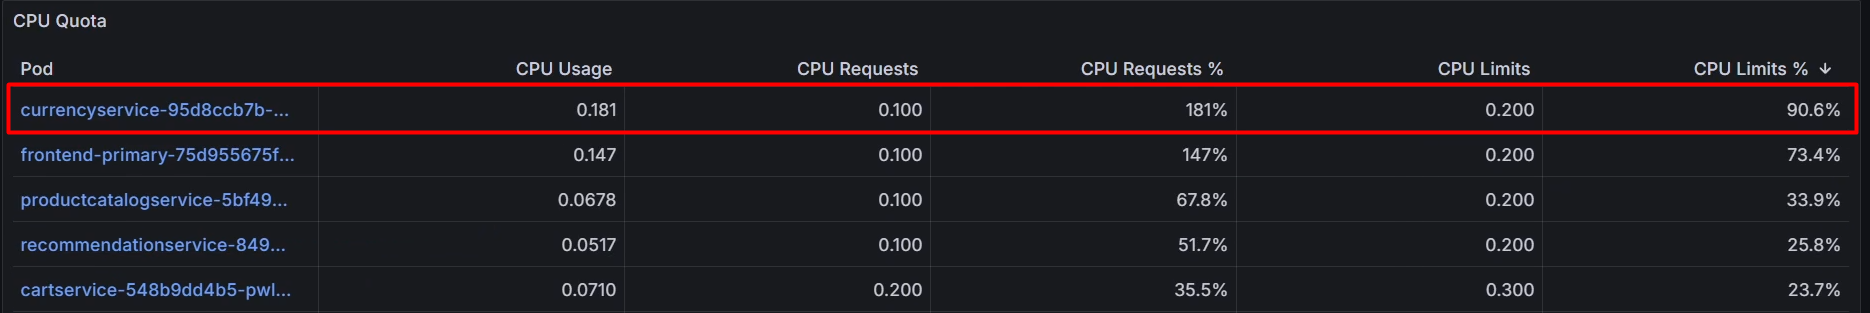 CPU Quota
Pod CPU Usage CPU Requests CPU Requests % CPU Limits CPU Limits % ↓
currencyservice-95d8ccb7b-... 0.181 0.100 181% 0.200 90.6%
frontend-primary-75d955675f... 0.147 0.100 147% 0.200 73.4%
productcatalogservice-5bf49... 0.0678 0.100 67.8% 0.200 33.9%
recommendationservice-849... 0.0517 0.100 51.7% 0.200 25.8%
cartservice-548b9dd4b5-pwl... 0.0710 0.200 35.5% 0.300 23.7%